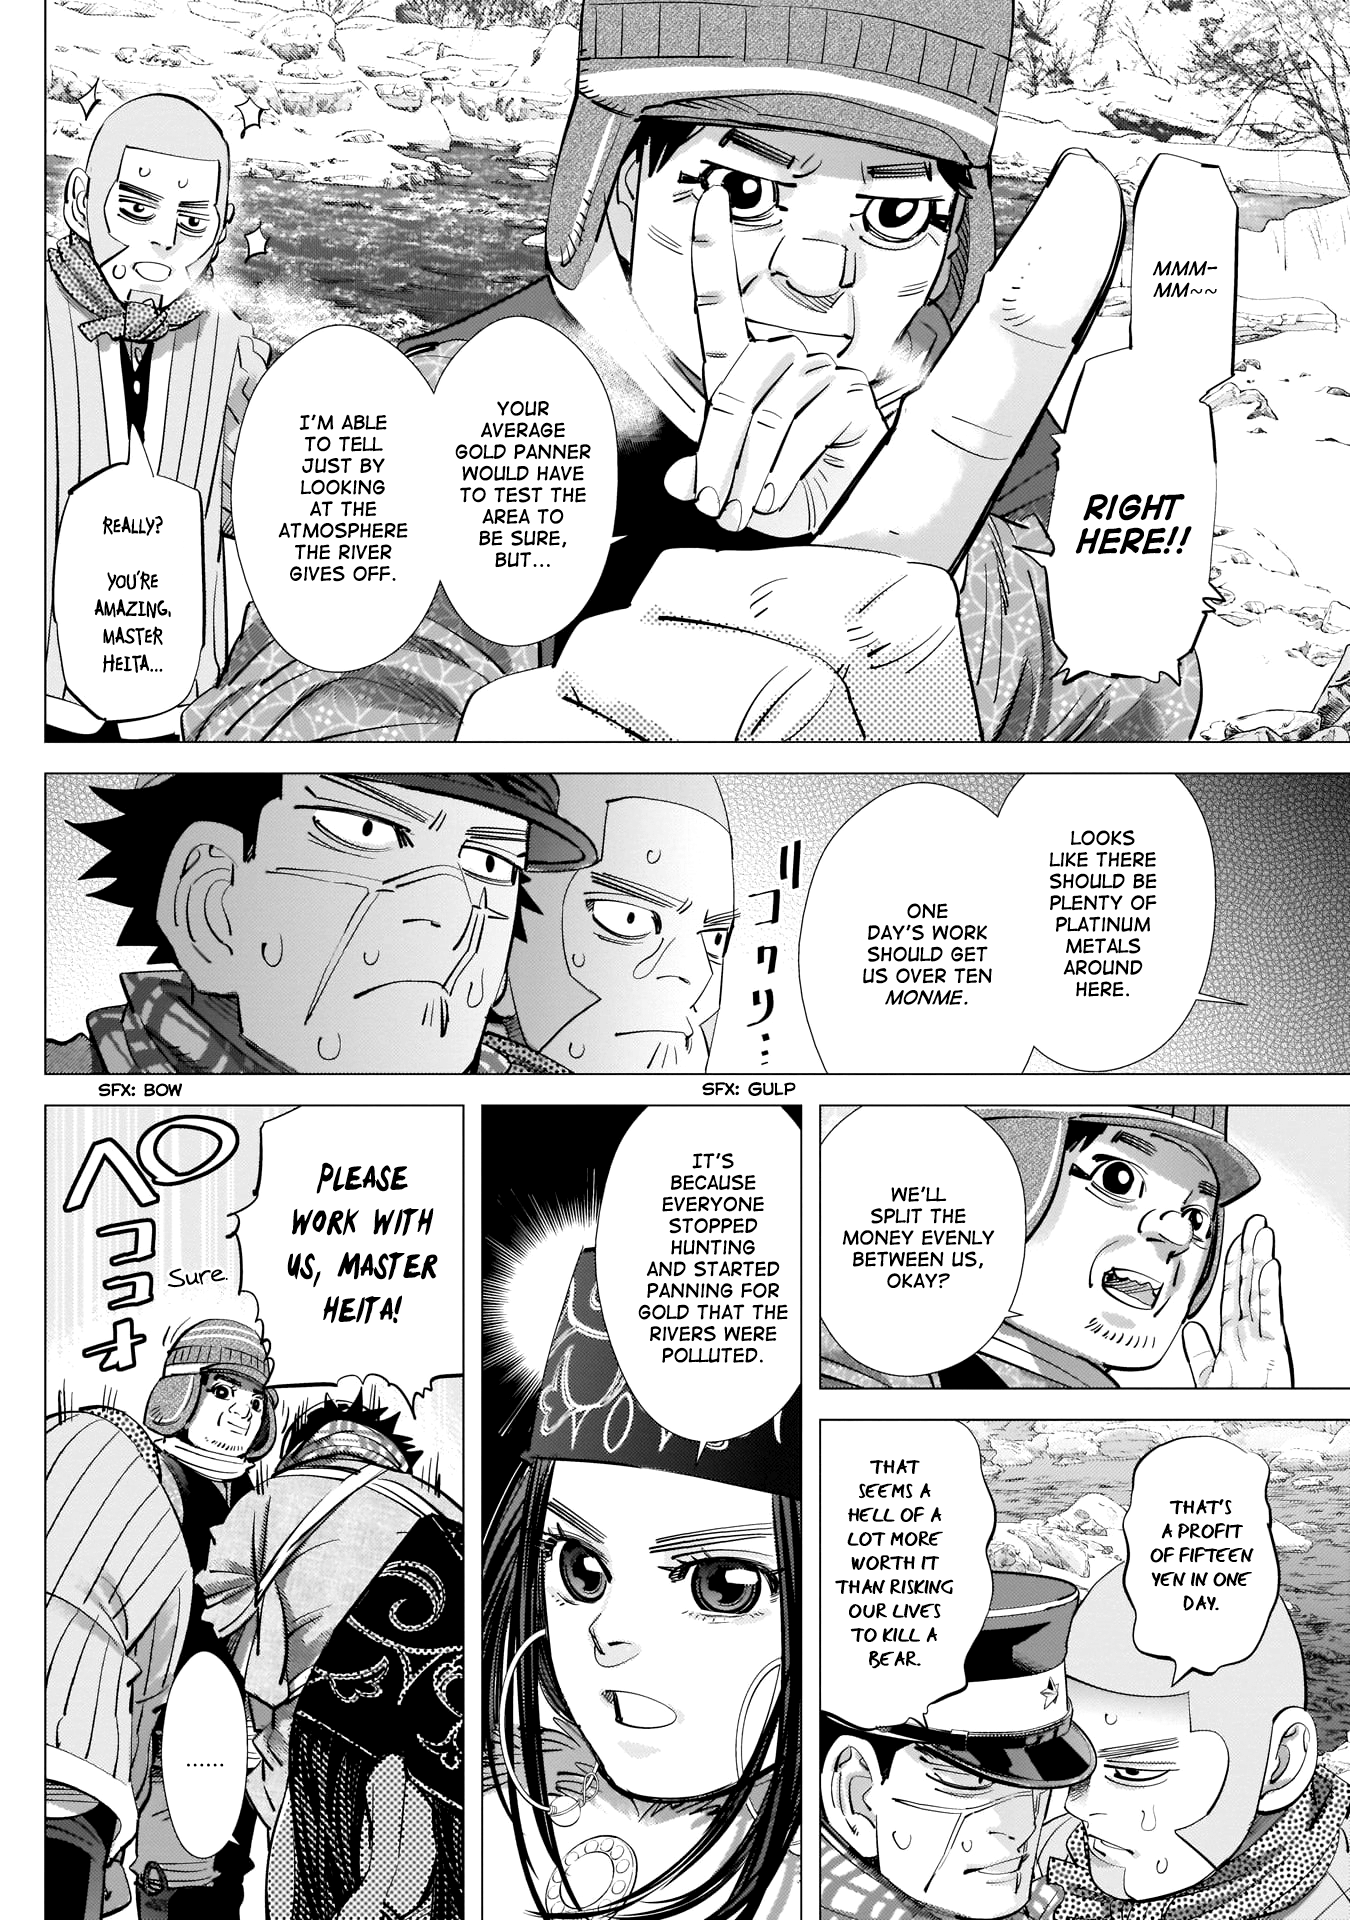 MMM-
MM~~
RIGHT
HERE!!
YOUR
AVERAGE
GOLD PANNER
WOULD HAVE
TO TEST THE
AREA TO
BE SURE,
BUT...
I'M ABLE
TO TELL
JUST BY
LOOKING
AT THE
ATMOSPHERE
THE RIVER
GIVES OFF.
REALLY?
YOU'RE
AMAZING,
MASTER
HEITA...
LOOKS
LIKE THERE
SHOULD BE
PLENTY OF
PLATINUM
METALS
AROUND
HERE.
ONE
DAY'S WORK
SHOULD GET
US OVER TEN
MONME.
リコクリ…
SFX: GULP
WE'LL
SPLIT THE
MONEY EVENLY
BETWEEN US,
OKAY?
THAT'S
A PROFIT
OF FIFTEEN
YEN IN ONE
DAY.
THAT
SEEMS A
HELL OF A
LOT MORE
WORTH IT
THAN RISKING
OUR LIVES
TO KILL A
BEAR.
IT'S
BECAUSE
EVERYONE
STOPPED
HUNTING
AND STARTED
PANNING FOR
GOLD THAT THE
RIVERS WERE
POLLUTED.
SFX: BOW
PLEASE
WORK WITH
US, MASTER
HEITA!
Sure.
ペコココォ
......